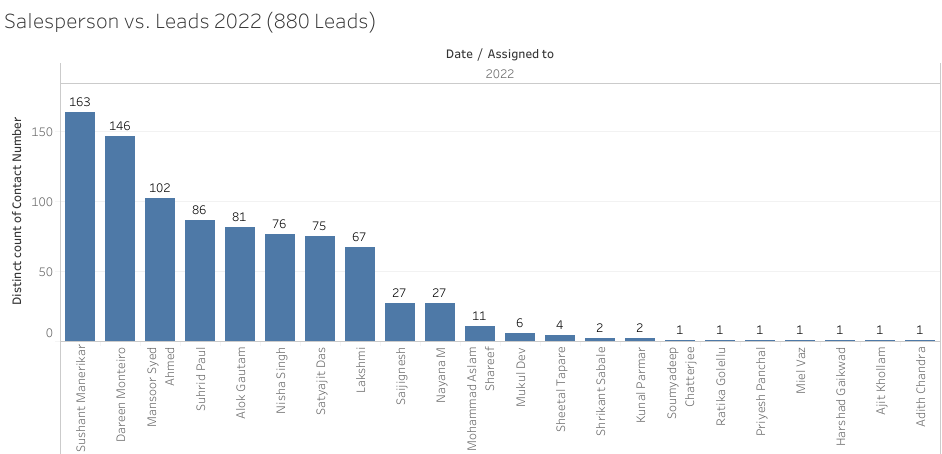 Salesperson vs. Leads 2022 (880 Leads)
Date / Assigned to
2022
Distinct count of Contact Number
150
100
50
0
163
146
102
86
81
76
75
67
27
27
11
6
4
2
2
1
1
1
1
1
1
1
Sushant Manerikar
Dareen Monteiro
Mansoor Syed
Ahmed
Suhrid Paul
Alok Gautam
Nisha Singh
Satyajit Das
Lakshmi
Saijignesh
Nayana M
Mohammad Aslam
Shareef
Mukul Dev
Sheetal Tapare
Shrikant Sabale
Kunal Parmar
Soumyadeep
Chatterjee
Ratika Golellu
Priyesh Panchal
Miel Vaz
Harshad Gaikwad
Ajit Khollam
Adith Chandra